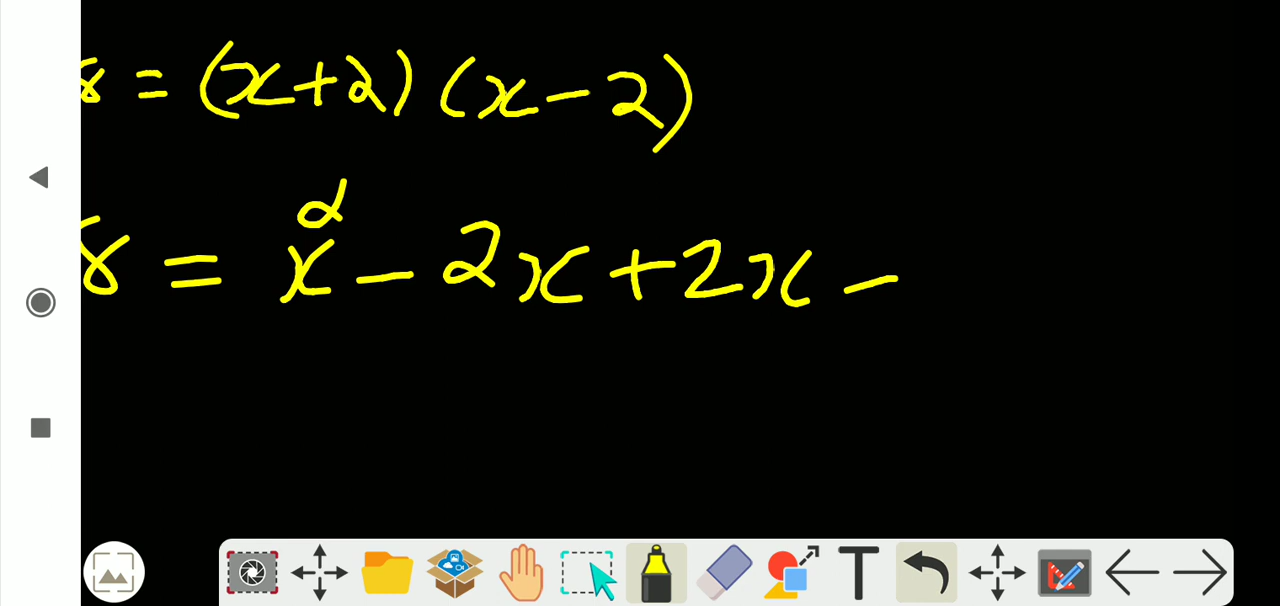 8 = (x+2) (x-2)
8 = x² - 2x + 2x -
T